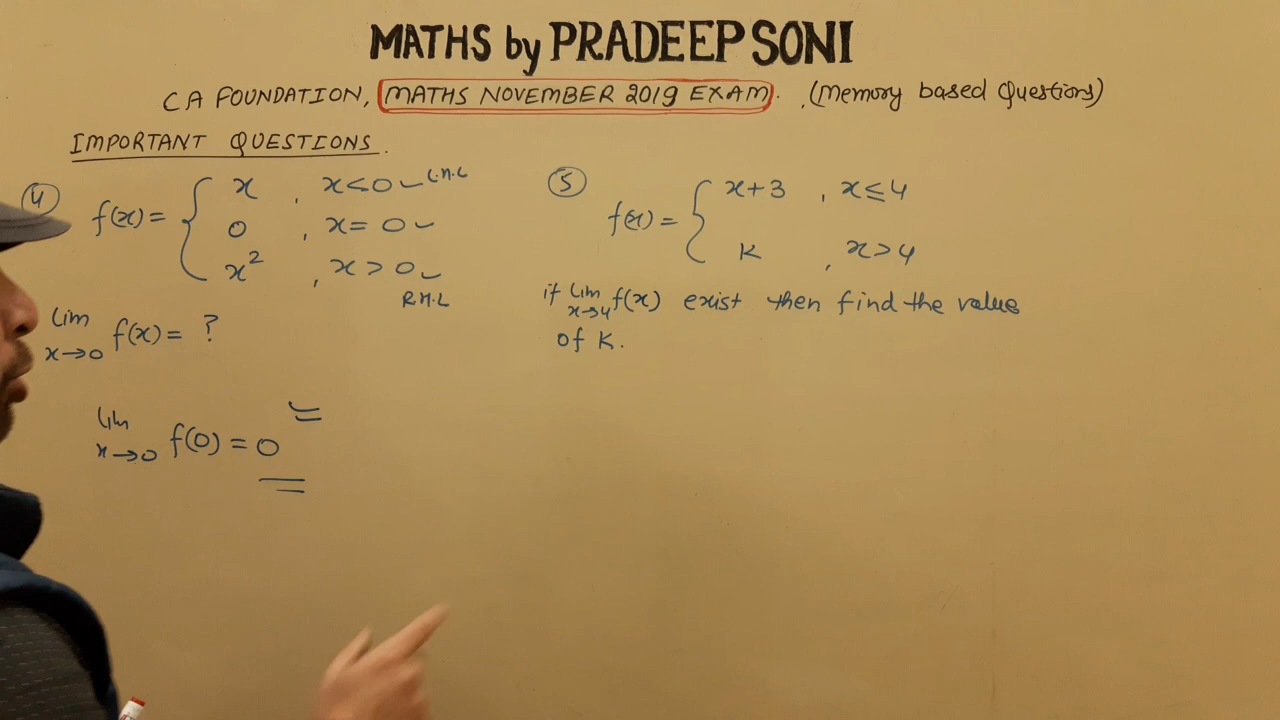 MATHS by PRADEEP SONI
CA FOUNDATION, MATHS NOVEMBER 2019 EXAM. (Memory based Questions)
IMPORTANT QUESTIONS.
④
f(x) = { x , x<0 L.H.L
0 , x=0
x² , x>0
R.H.L
lim x→0 f(x) = ?
lim x→0 f(0) = 0
⑤
f(x) = { x+3 , x≤4
K , x>4
if lim x→4 f(x) exist then find the value
of K.